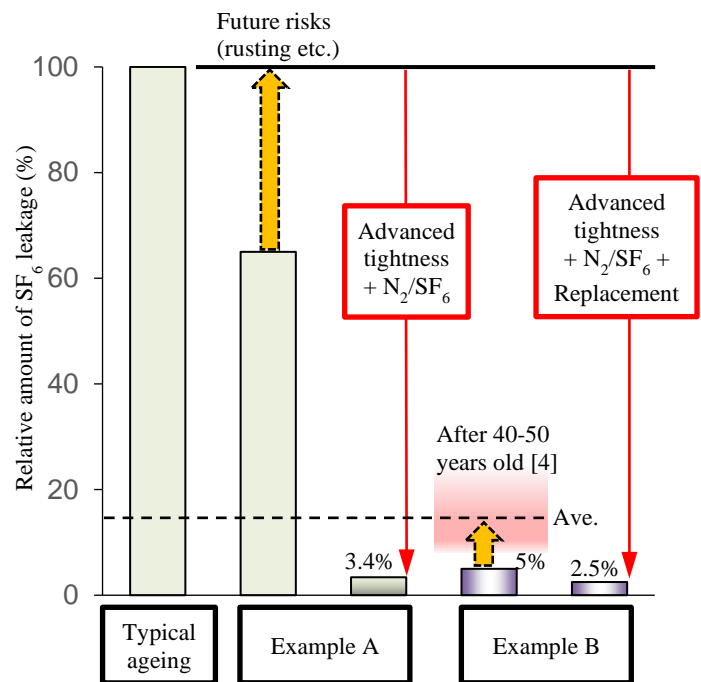 Future risks
(rusting etc.)
Relative amount of SF6 leakage (%)
100
80
60
40
20
0
Advanced
tightness
+ N2/SF6
Advanced
tightness
+ N2/SF6 +
Replacement
After 40-50
years old [4]
Ave.
3.4%
5%
2.5%
Typical
ageing
Example A
Example B